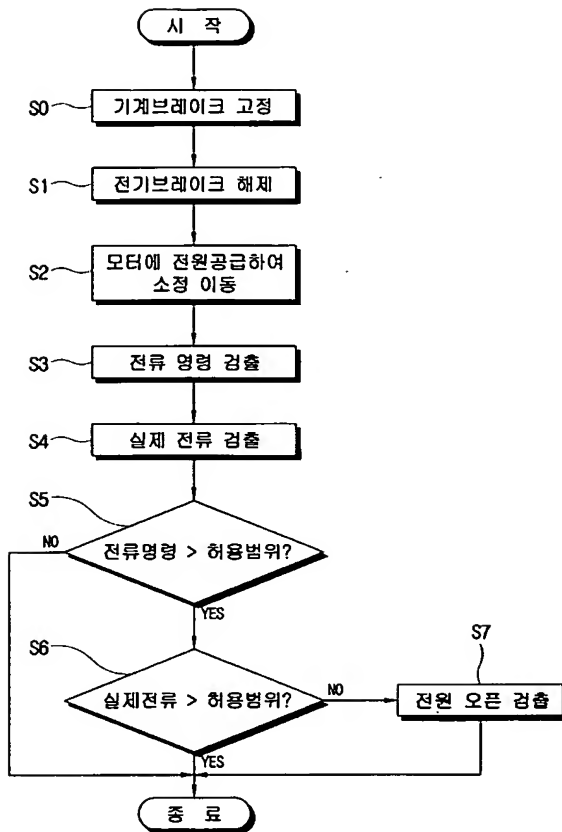 시 작
S0
기계브레이크 고정
S1
전기브레이크 해제
S2
모터에 전원공급하여
소정 이동
S3
전류 명령 검출
S4
실제 전류 검출
S5
NO
전류명령 > 허용범위?
YES
S6
S7
실제전류 > 허용범위?
NO
전원 오픈 검출
YES
종 료